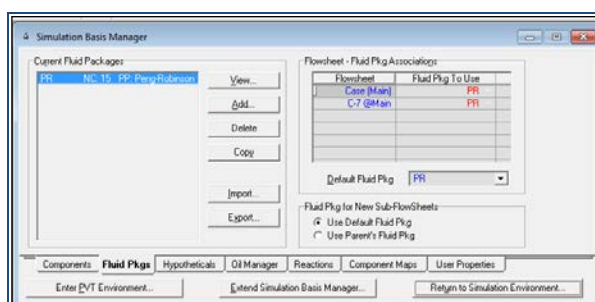 Simulation Basis Manager
Current Fluid Packages
PR NC: 15 PP: Peng-Robinson
View...
Add...
Delete
Copy
Import...
Export...
Flowsheet - Fluid Pkg Associations
Flowsheet Fluid Pkg To Use
Case (Main) PR
C-7 @Main PR
Default Fluid Pkg PR
Fluid Pkg for New Sub-FlowSheets
Use Default Fluid Pkg
Use Parent's Fluid Pkg
Components Fluid Pkgs Hypotheticals Oil Manager Reactions Component Maps User Properties
Enter PVT Environment... Extend Simulation Basis Manager... Return to Simulation Environment...